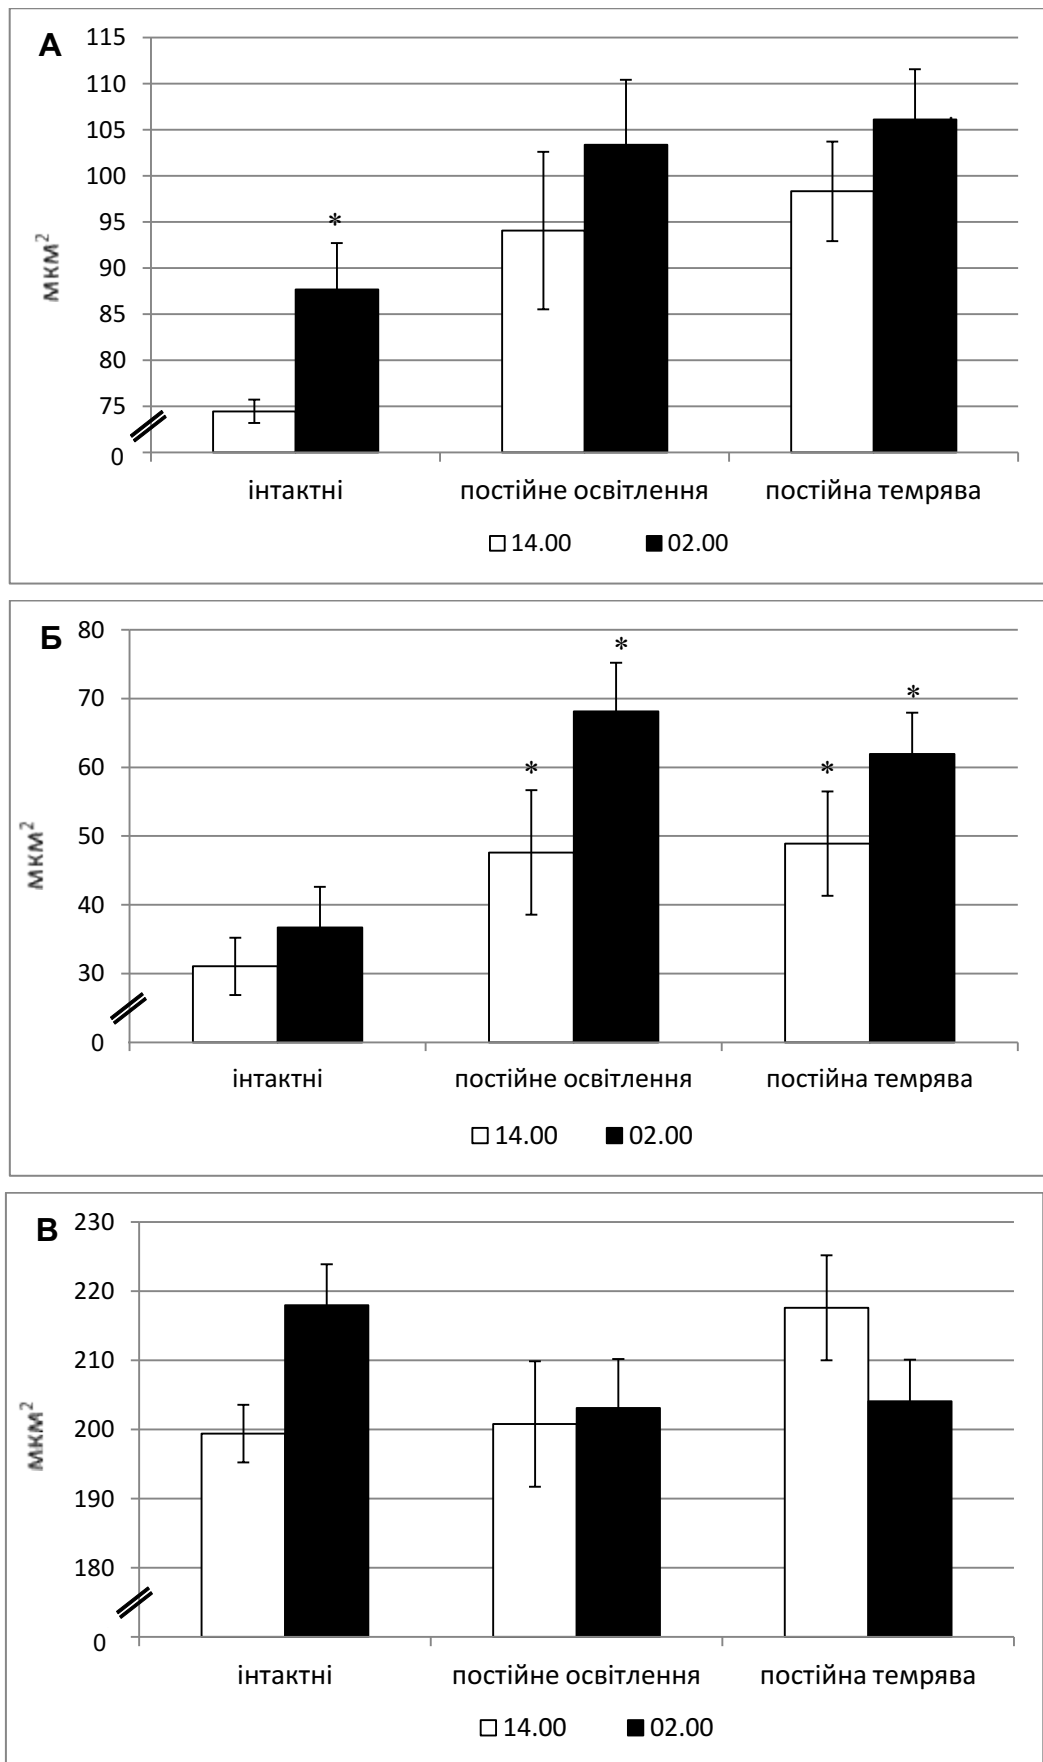 А
115
110
105
100
95
90
85
80
75
0
мкм²
*
інтактні постійне освітлення постійна темрява
14.00 02.00
Б
80
70
60
50
40
30
0
мкм²
* * * *
інтактні постійне освітлення постійна темрява
14.00 02.00
В
230
220
210
200
190
180
0
мкм²
інтактні постійне освітлення постійна темрява
14.00 02.00